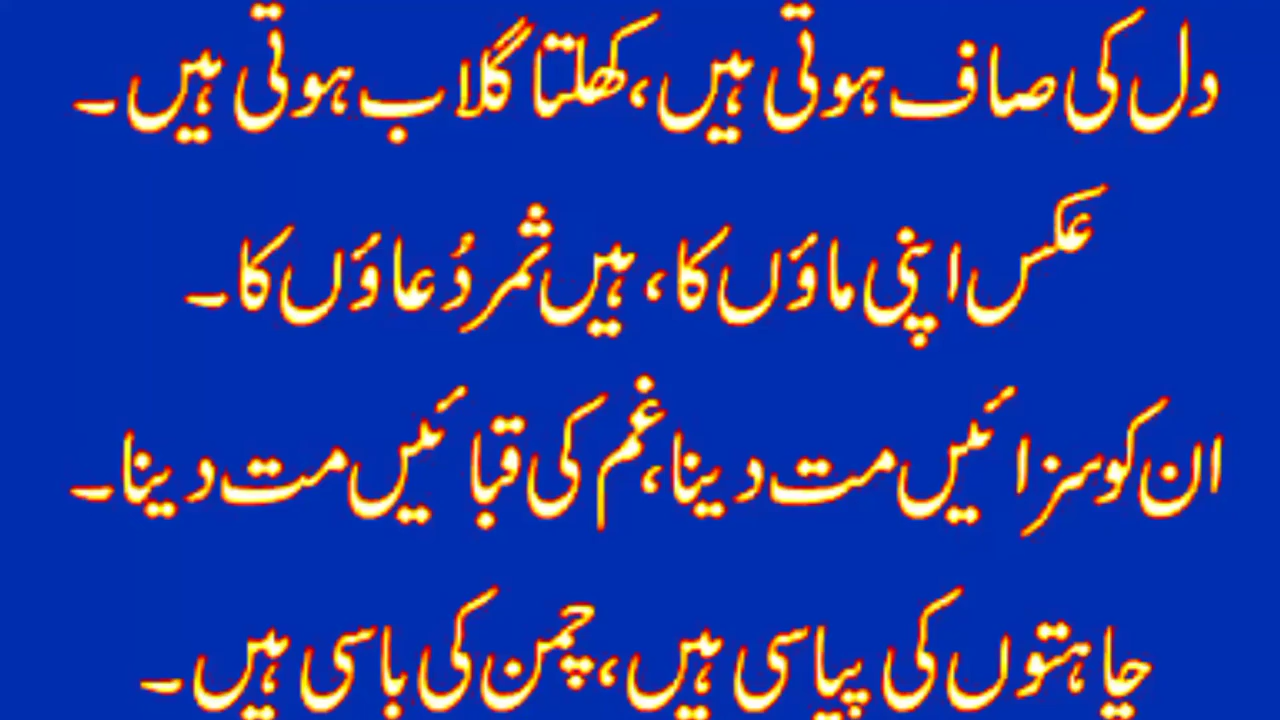 دل کی صاف ہوتی ہیں، کھلتا گلاب ہوتی ہیں۔
عکس اپنی ماؤں کا، ہیں ثمر دُعاؤں کا۔
ان کو سزائیں مت دینا، غم کی قبائیں مت دینا۔
چاہتوں کی پیاسی ہیں، چمن کی باسی ہیں۔